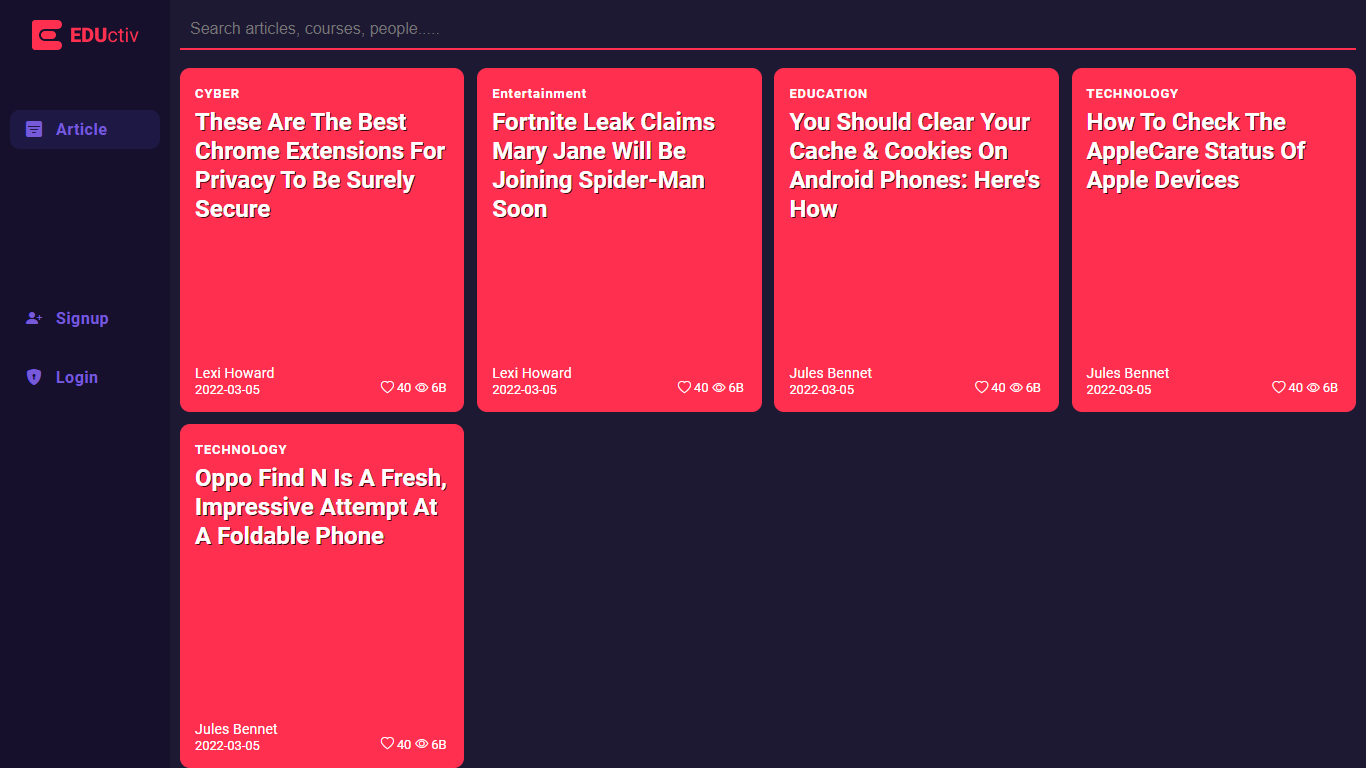 EDUctiv
Search articles, courses, people.....
Article
Signup
Login
CYBER
These Are The Best
Chrome Extensions For
Privacy To Be Surely
Secure
Lexi Howard
2022-03-05
40 6B
Entertainment
Fortnite Leak Claims
Mary Jane Will Be
Joining Spider-Man
Soon
Lexi Howard
2022-03-05
40 6B
EDUCATION
You Should Clear Your
Cache & Cookies On
Android Phones: Here's
How
Jules Bennet
2022-03-05
40 6B
TECHNOLOGY
How To Check The
AppleCare Status Of
Apple Devices
Jules Bennet
2022-03-05
40 6B
TECHNOLOGY
Oppo Find N Is A Fresh,
Impressive Attempt At
A Foldable Phone
Jules Bennet
2022-03-05
40 6B